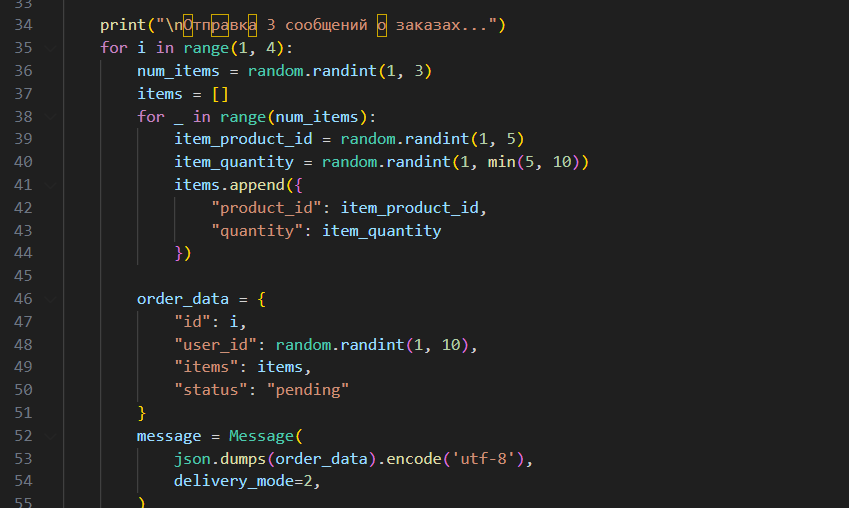 33
34 print("\nОтправка 3 сообщений о заказах...")
35 for i in range(1, 4):
36 num_items = random.randint(1, 3)
37 items = []
38 for _ in range(num_items):
39 item_product_id = random.randint(1, 5)
40 item_quantity = random.randint(1, min(5, 10))
41 items.append({
42 "product_id": item_product_id,
43 "quantity": item_quantity
44 })
45
46 order_data = {
47 "id": i,
48 "user_id": random.randint(1, 10),
49 "items": items,
50 "status": "pending"
51 }
52 message = Message(
53 json.dumps(order_data).encode('utf-8'),
54 delivery_mode=2,
55 )